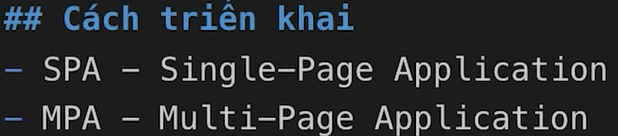 ## Cách triển khai
- SPA - Single-Page Application
- MPA - Multi-Page Application